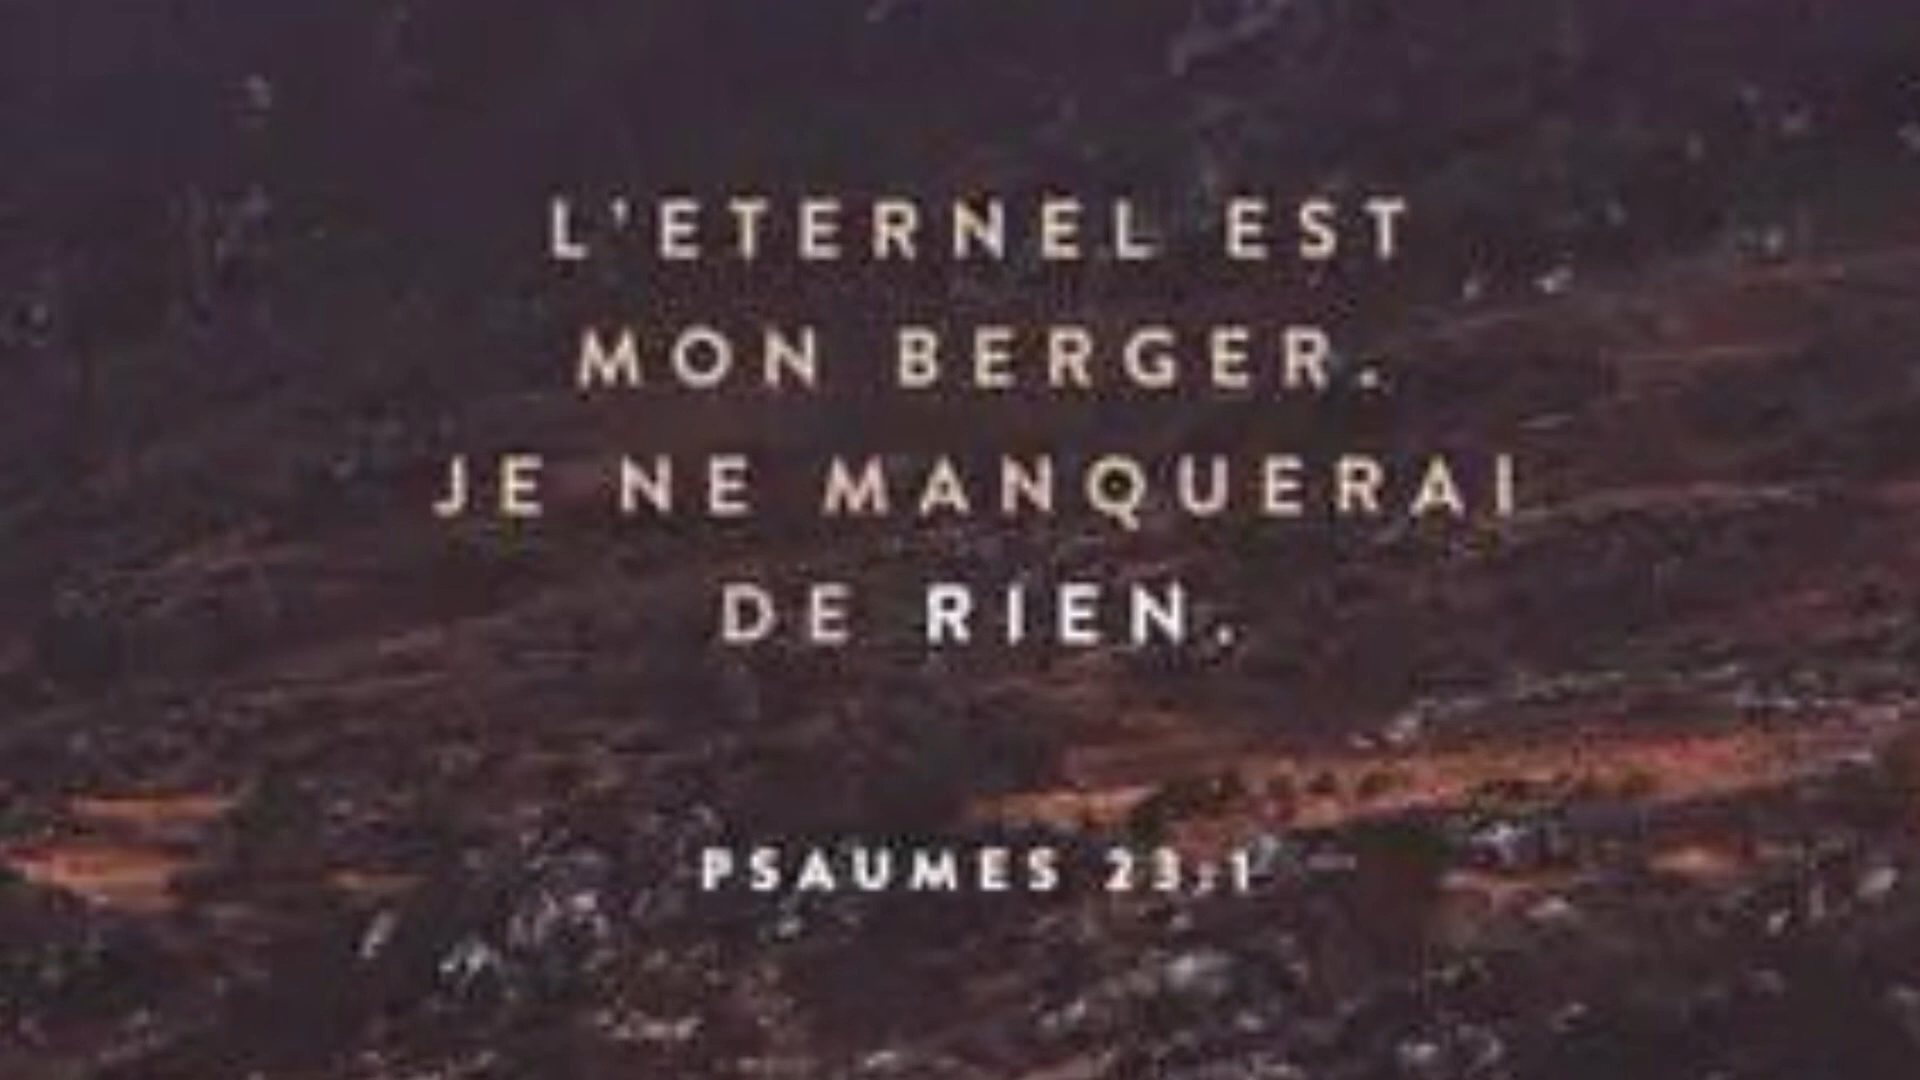 L'ETERNEL EST
MON BERGER.
JE NE MANQUERAI
DE RIEN.
PSAUMES 23:1